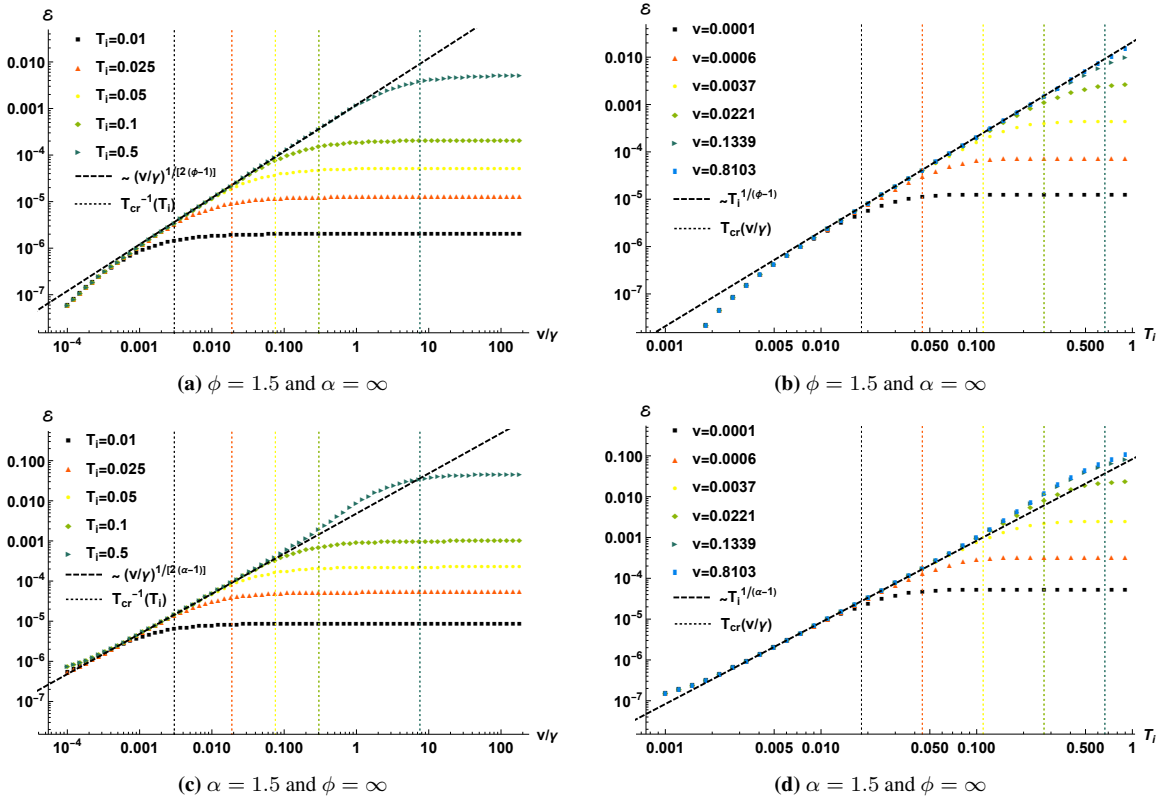 ε
T_i=0.01
T_i=0.025
T_i=0.05
T_i=0.1
T_i=0.5
~ (v/γ)^{1/[2 (ϕ-1)]}
T_cr^{-1}(T_i)
0.010
0.001
10^{-4}
10^{-5}
10^{-6}
10^{-7}
10^{-4} 0.001 0.010 0.100 1 10 100 v/γ
(a) ϕ = 1.5 and α = ∞
ε
v=0.0001
v=0.0006
v=0.0037
v=0.0221
v=0.1339
v=0.8103
~T_i^{1/(ϕ-1)}
T_cr(v/γ)
0.010
0.001
10^{-4}
10^{-5}
10^{-6}
10^{-7}
0.001 0.005 0.010 0.050 0.100 0.500 1 T_i
(b) ϕ = 1.5 and α = ∞
ε
T_i=0.01
T_i=0.025
T_i=0.05
T_i=0.1
T_i=0.5
~ (v/γ)^{1/[2 (α-1)]}
T_cr^{-1}(T_i)
0.100
0.010
0.001
10^{-4}
10^{-5}
10^{-6}
10^{-7}
10^{-4} 0.001 0.010 0.100 1 10 100 v/γ
(c) α = 1.5 and ϕ = ∞
ε
v=0.0001
v=0.0006
v=0.0037
v=0.0221
v=0.1339
v=0.8103
~T_i^{1/(α-1)}
T_cr(v/γ)
0.100
0.010
0.001
10^{-4}
10^{-5}
10^{-6}
10^{-7}
0.001 0.005 0.010 0.050 0.100 0.500 1 T_i
(d) α = 1.5 and ϕ = ∞